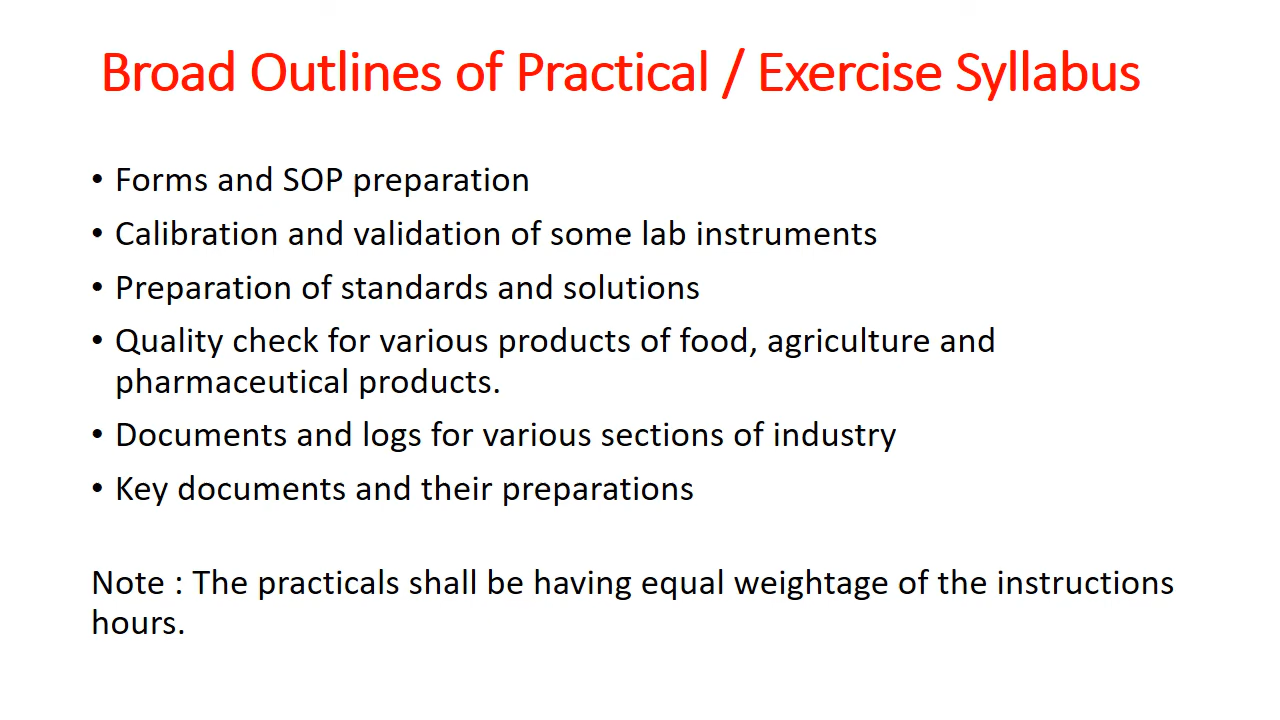 Broad Outlines of Practical / Exercise Syllabus
• Forms and SOP preparation
• Calibration and validation of some lab instruments
• Preparation of standards and solutions
• Quality check for various products of food, agriculture and
pharmaceutical products.
• Documents and logs for various sections of industry
• Key documents and their preparations
Note : The practicals shall be having equal weightage of the instructions
hours.